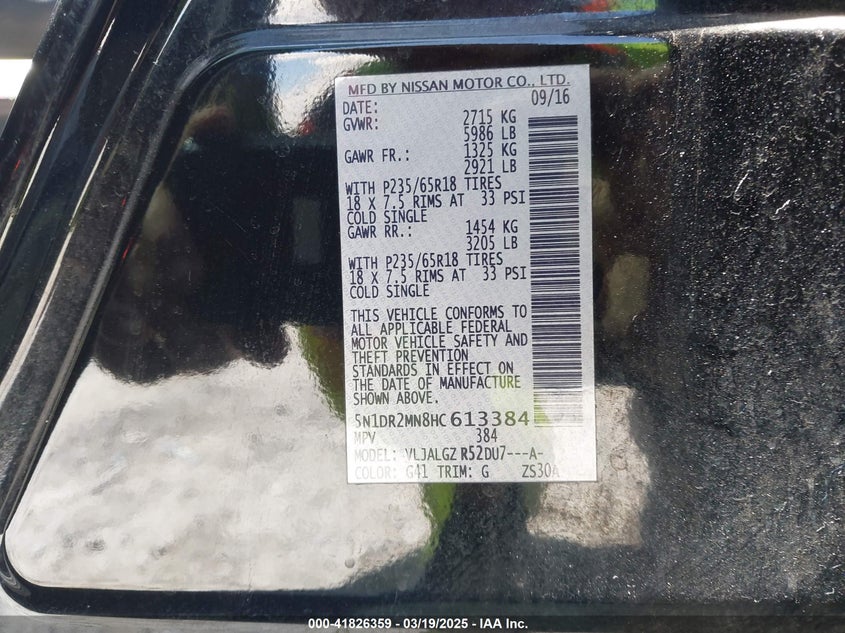 MFD BY NISSAN MOTOR CO., LTD.
DATE: 09/16
GVWR: 2715 KG
5986 LB
GAWR FR.: 1325 KG
2921 LB
WITH P235/65R18 TIRES
18 X 7.5 RIMS AT 33 PSI
COLD SINGLE
GAWR RR.: 1454 KG
3205 LB
WITH P235/65R18 TIRES
18 X 7.5 RIMS AT 33 PSI
COLD SINGLE
THIS VEHICLE CONFORMS TO
ALL APPLICABLE FEDERAL
MOTOR VEHICLE SAFETY AND
THEFT PREVENTION
STANDARDS IN EFFECT ON
THE DATE OF MANUFACTURE
SHOWN ABOVE.
5N1DR2MN8HC613384
MPV 384
MODEL: VLJALGZ R52DU7---A-
COLOR: G41 TRIM: G ZS30A
000-41826359 - 03/19/2025 - IAA Inc.